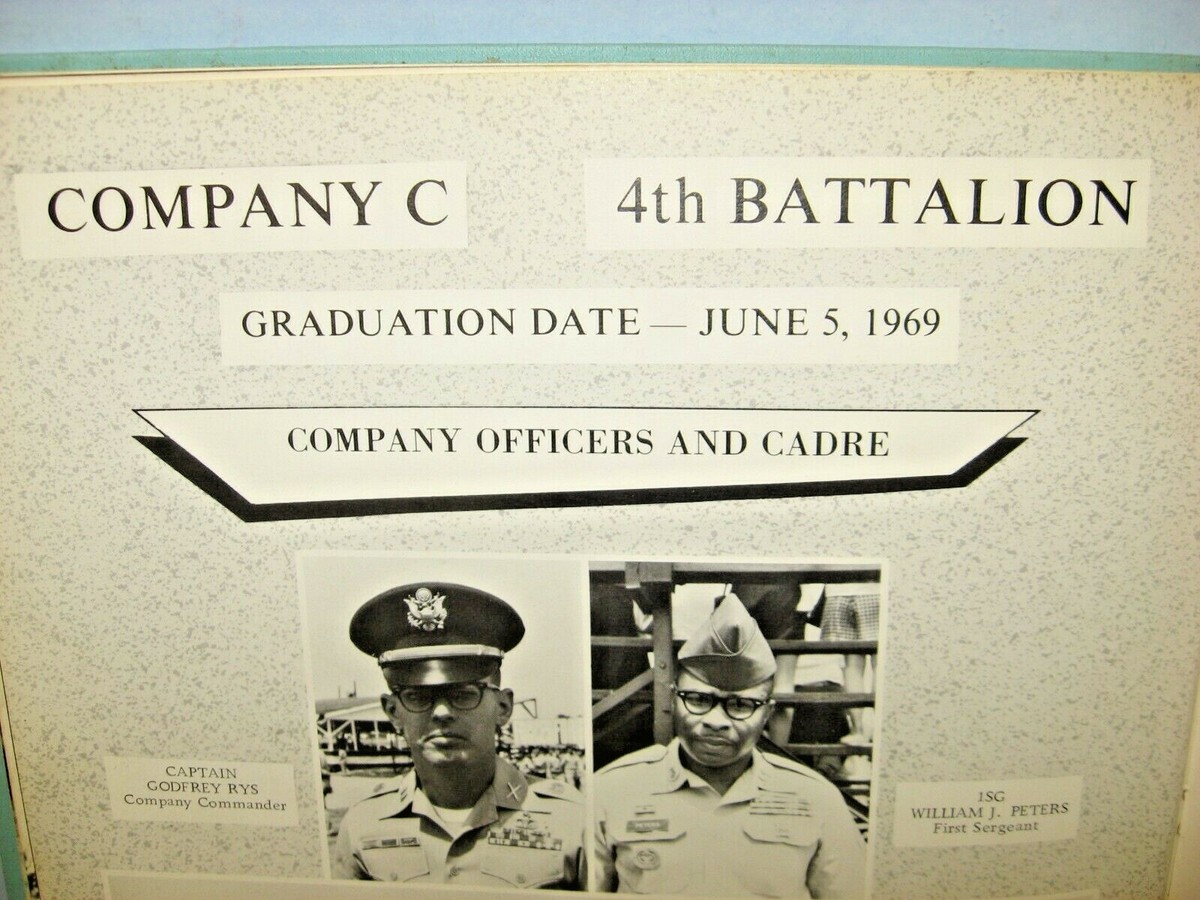 COMPANY C
4th BATTALION
GRADUATION DATE — JUNE 5, 1969
COMPANY OFFICERS AND CADRE
CAPTAIN
GODFREY RYS
Company Commander
1SG
WILLIAM J. PETERS
First Sergeant